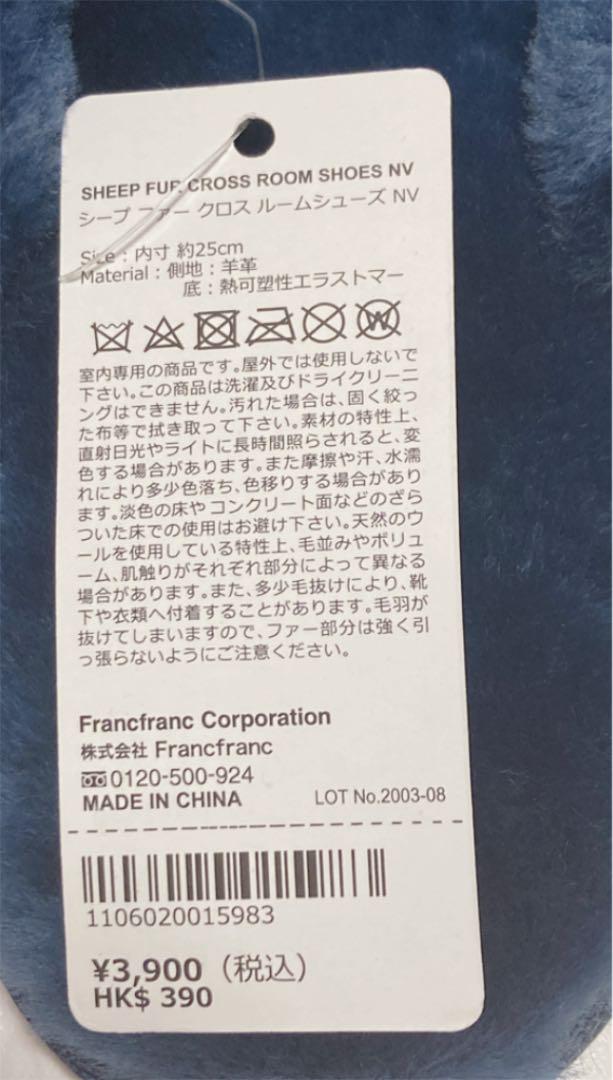 SHEEP FUR CROSS ROOM SHOES NV
シープ ファー クロス ルームシューズ NV
Size : 内寸 約25cm
Material : 側地 : 羊革
底 : 熱可塑性エラストマー
W
室内専用の商品です。屋外では使用しないで
下さい。この商品は洗濯及びドライクリーニ
ングはできません。汚れた場合は、固く絞っ
た布等で拭き取って下さい。素材の特性上、
直射日光やライトに長時間照らされると、変
色する場合があります。また摩擦や汗、水濡
れにより多少色落ち、色移りする場合があり
ます。淡色の床やコンクリート面などのざら
ついた床での使用はお避け下さい。天然のウ
ールを使用している特性上、毛並みやボリュ
ーム、肌触りがそれぞれ部分によって異なる
場合があります。また、多少毛抜けにより、靴
下や衣類へ付着することがあります。毛羽が
抜けてしまいますので、ファー部分は強く引
っ張らないようにご注意ください。
Francfranc Corporation
株式会社 Francfranc
0120-500-924
MADE IN CHINA LOT No.2003-08
1106020015983
¥3,900（税込）
HK$ 390